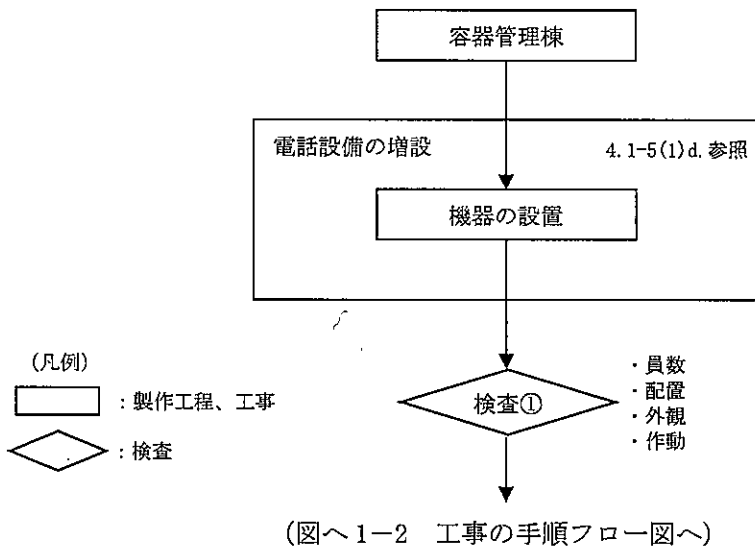 容器管理棟
電話設備の増設
4.1-5(1)d.参照
機器の設置
検査①
・員数
・配置
・外観
・作動
(凡例)
：製作工程、工事
：検査
(図へ1－2　工事の手順フロー図へ)